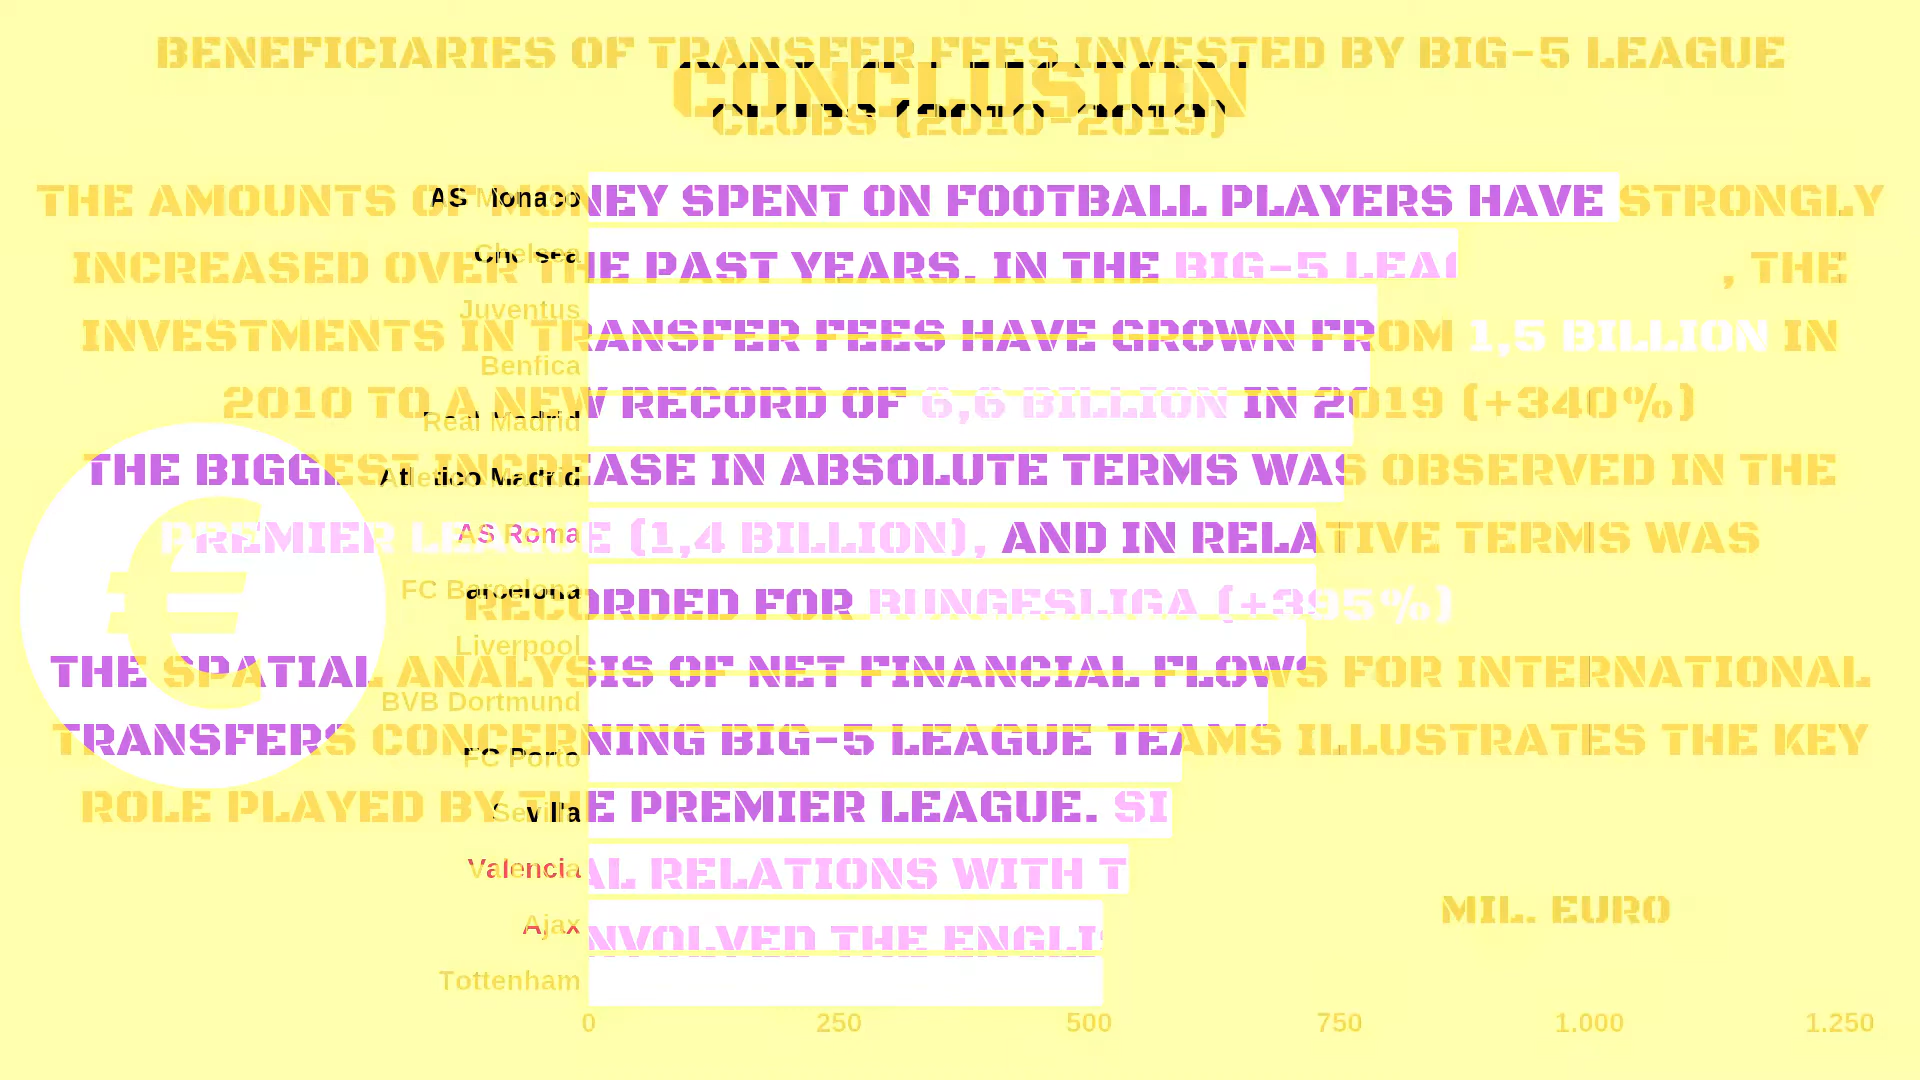 BENEFICIARIES OF TRANSFER FEES INVESTED BY BIG-5 LEAGUE
CLUBS (2010-2019)
CONCLUSION
THE AMOUNTS OF MONEY SPENT ON FOOTBALL PLAYERS HAVE STRONGLY
INCREASED OVER THE PAST YEARS. IN THE BIG-5 LEAG , THE
INVESTMENTS IN TRANSFER FEES HAVE GROWN FROM 1,5 BILLION IN
2010 TO A NEW RECORD OF 6,6 BILLION IN 2019 (+340%)
THE BIGGEST INCREASE IN ABSOLUTE TERMS WAS OBSERVED IN THE
PREMIER LEAGUE (1,4 BILLION), AND IN RELATIVE TERMS WAS
RECORDED FOR BUNGESLIGA (+395%)
THE SPATIAL ANALYSIS OF NET FINANCIAL FLOWS FOR INTERNATIONAL
TRANSFERS CONCERNING BIG-5 LEAGUE TEAMS ILLUSTRATES THE KEY
ROLE PLAYED BY THE PREMIER LEAGUE. SI
AL RELATIONS WITH T
NVOLVED THE ENGLI
AS Monaco
Chelsea
Juventus
Benfica
Real Madrid
Atletico Madrid
AS Roma
FC Barcelona
Liverpool
BVB Dortmund
FC Porto
Sevilla
Valencia
Ajax
Tottenham
€
MIL. EURO
0 250 500 750 1.000 1.250